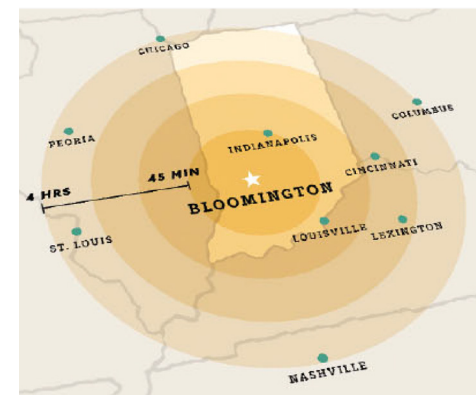 CHICAGO
COLUMBUS
PEORIA
INDIANAPOLIS
CINCINNATI
45 MIN
4 HRS
BLOOMINGTON
LOUISVILLE
LEXINGTON
ST. LOUIS
NASHVILLE